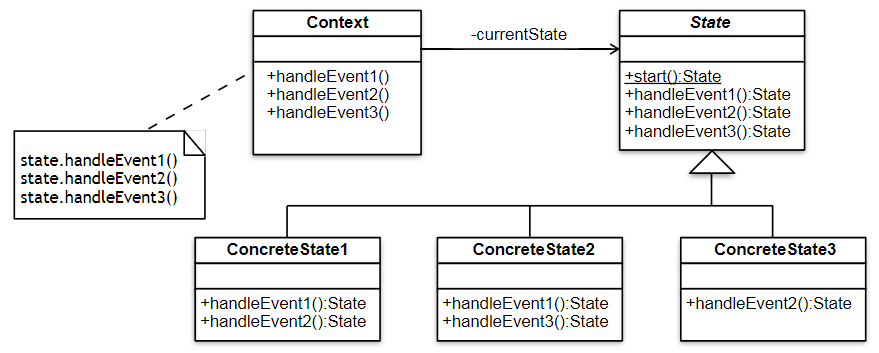 Context
+handleEvent1()
+handleEvent2()
+handleEvent3()
-currentState
State
+start():State
+handleEvent1():State
+handleEvent2():State
+handleEvent3():State
state.handleEvent1()
state.handleEvent2()
state.handleEvent3()
ConcreteState1
+handleEvent1():State
+handleEvent2():State
ConcreteState2
+handleEvent1():State
+handleEvent3():State
ConcreteState3
+handleEvent2():State